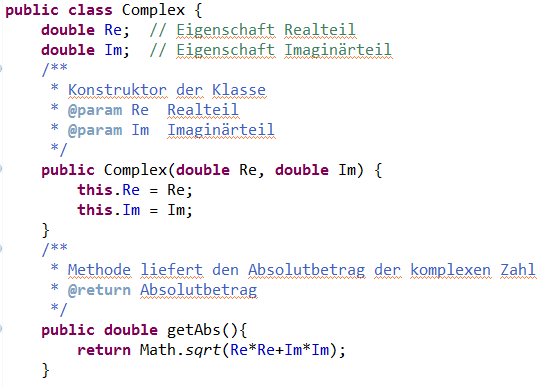 public class Complex {
    double Re;  // Eigenschaft Realteil
    double Im;  // Eigenschaft Imaginärteil
    /**
     * Konstruktor der Klasse
     * @param Re  Realteil
     * @param Im  Imaginärteil
     */
    public Complex(double Re, double Im) {
        this.Re = Re;
        this.Im = Im;
    }
    /**
     * Methode liefert den Absolutbetrag der komplexen Zahl
     * @return Absolutbetrag
     */
    public double getAbs(){
        return Math.sqrt(Re*Re+Im*Im);
    }